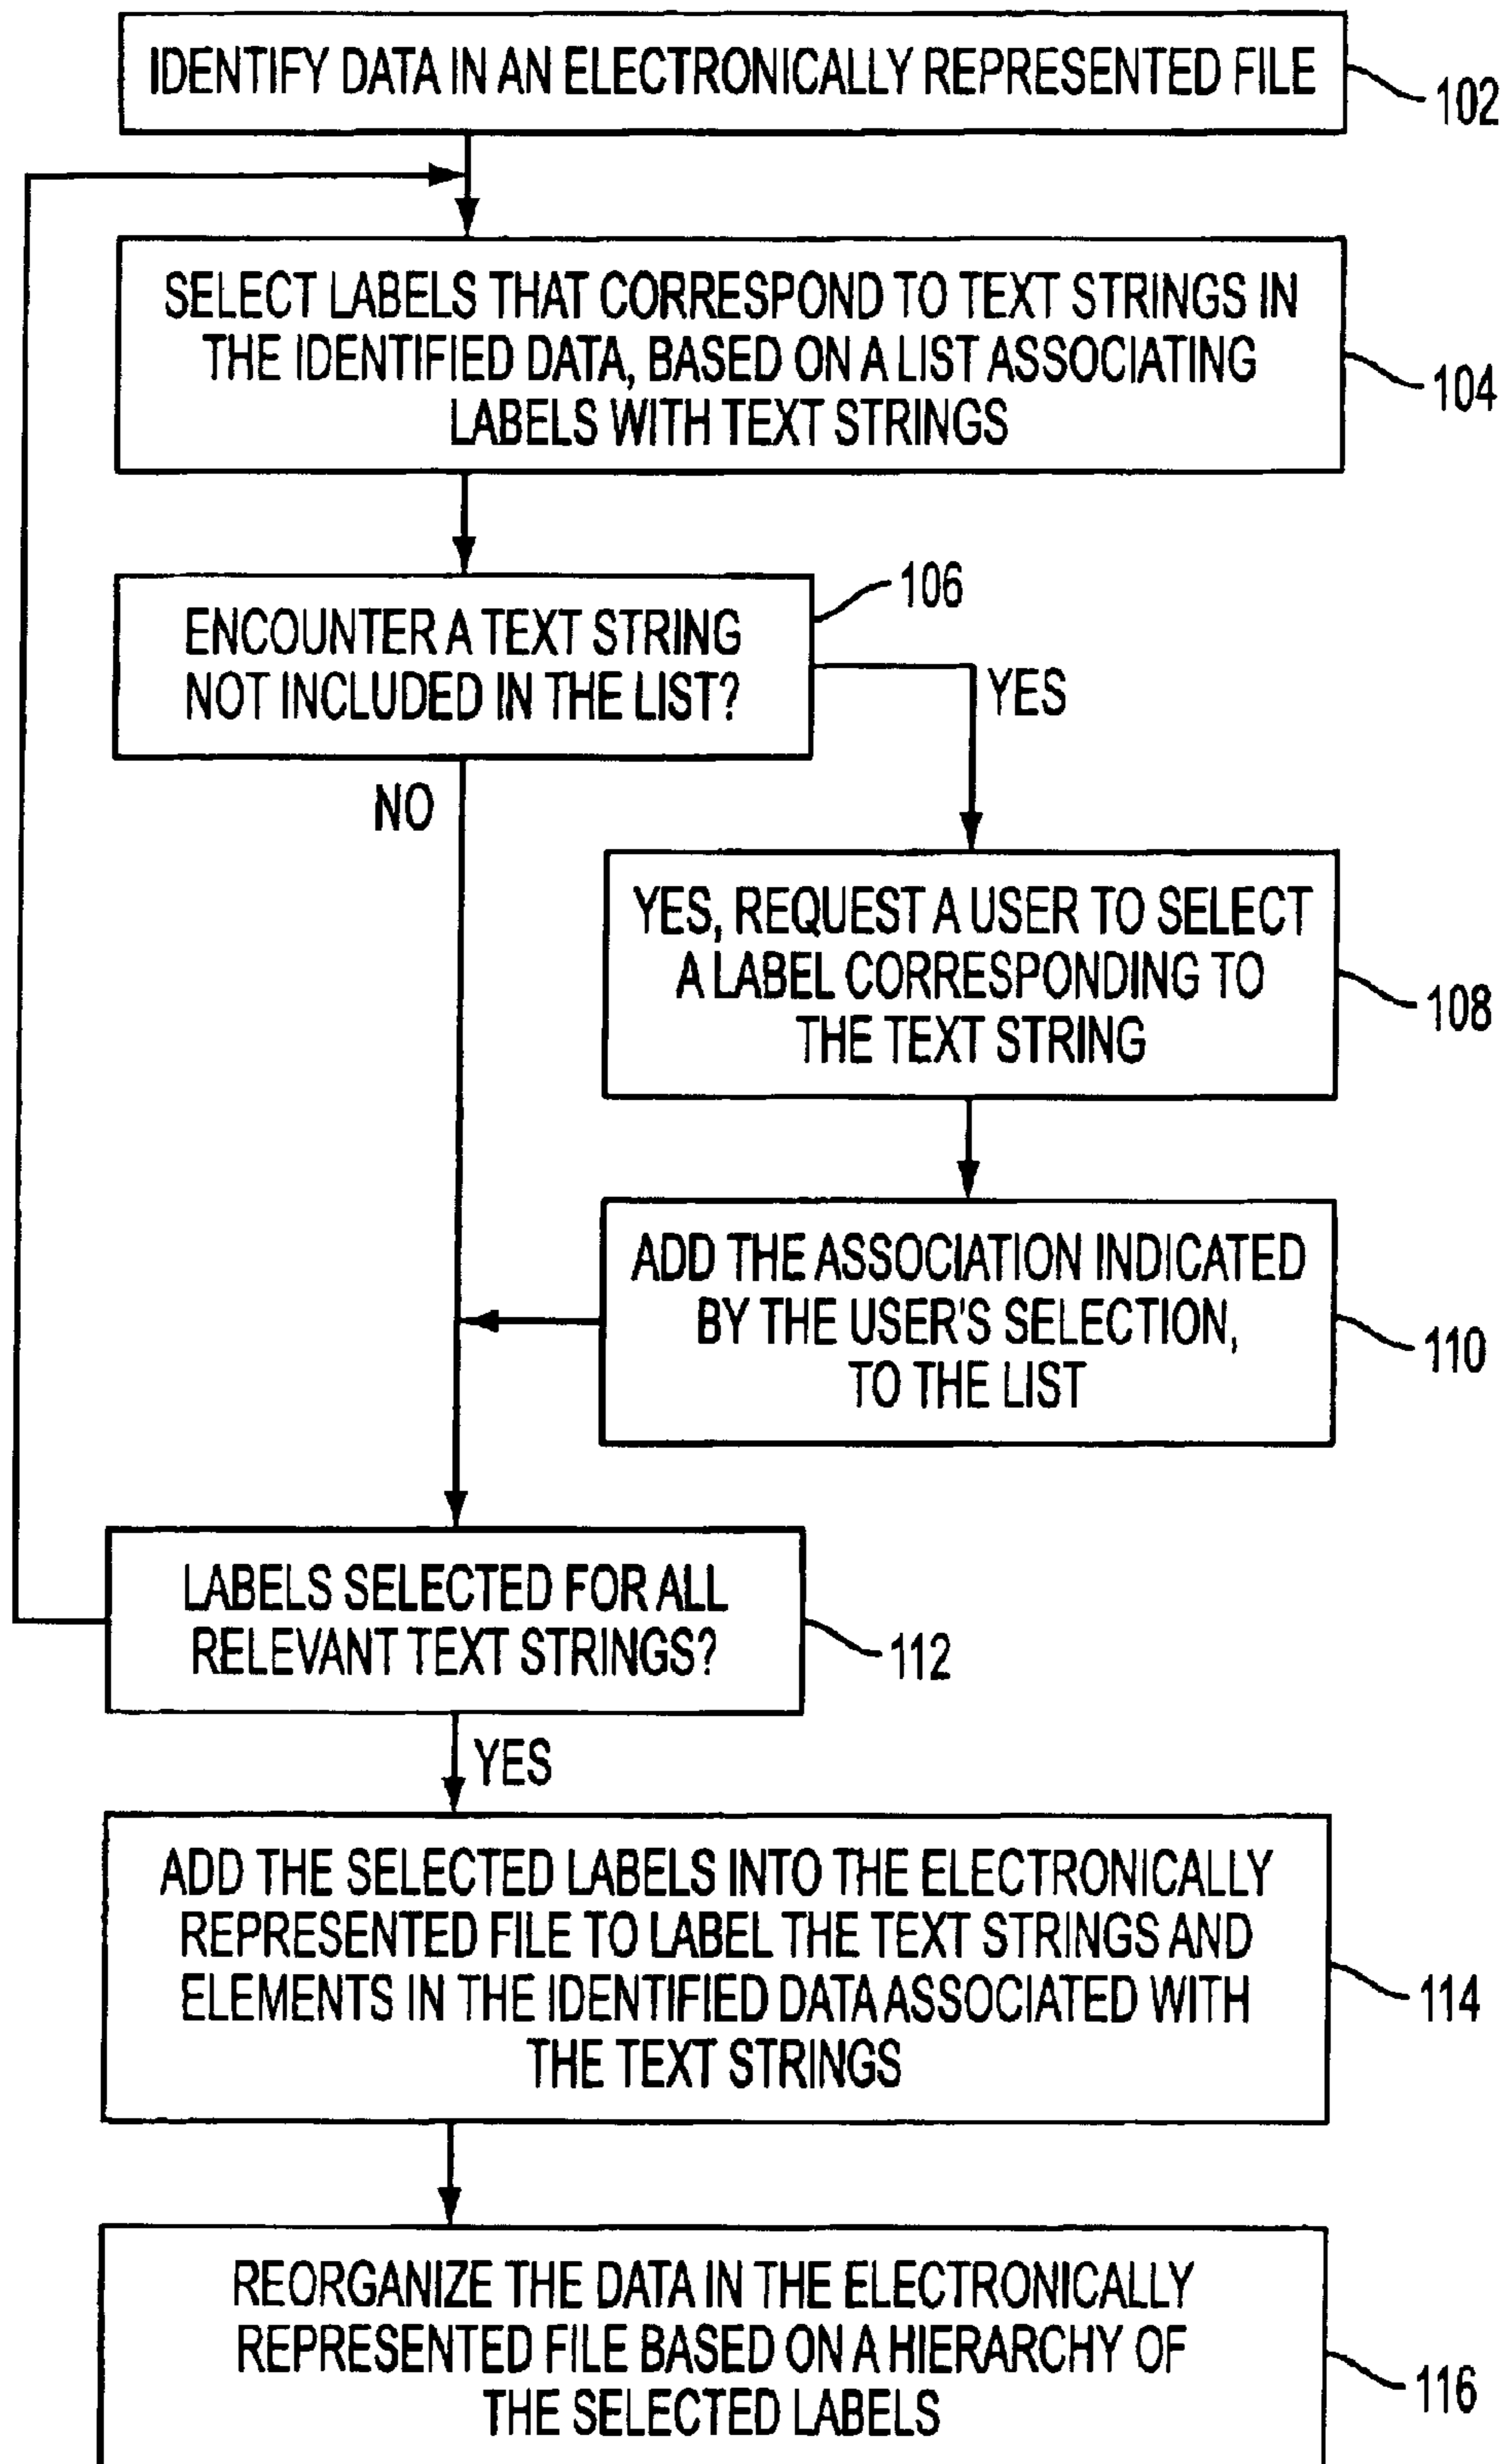 IDENTIFY DATA IN AN ELECTRONICALLY REPRESENTED FILE
102
SELECT LABELS THAT CORRESPOND TO TEXT STRINGS IN
THE IDENTIFIED DATA, BASED ON A LIST ASSOCIATING
LABELS WITH TEXT STRINGS
104
ENCOUNTER A TEXT STRING
NOT INCLUDED IN THE LIST?
106
YES
NO
YES, REQUEST A USER TO SELECT
A LABEL CORRESPONDING TO
THE TEXT STRING
108
ADD THE ASSOCIATION INDICATED
BY THE USER'S SELECTION,
TO THE LIST
110
LABELS SELECTED FOR ALL
RELEVANT TEXT STRINGS?
112
YES
ADD THE SELECTED LABELS INTO THE ELECTRONICALLY
REPRESENTED FILE TO LABEL THE TEXT STRINGS AND
ELEMENTS IN THE IDENTIFIED DATA ASSOCIATED WITH
THE TEXT STRINGS
114
REORGANIZE THE DATA IN THE ELECTRONICALLY
REPRESENTED FILE BASED ON A HIERARCHY OF
THE SELECTED LABELS
116